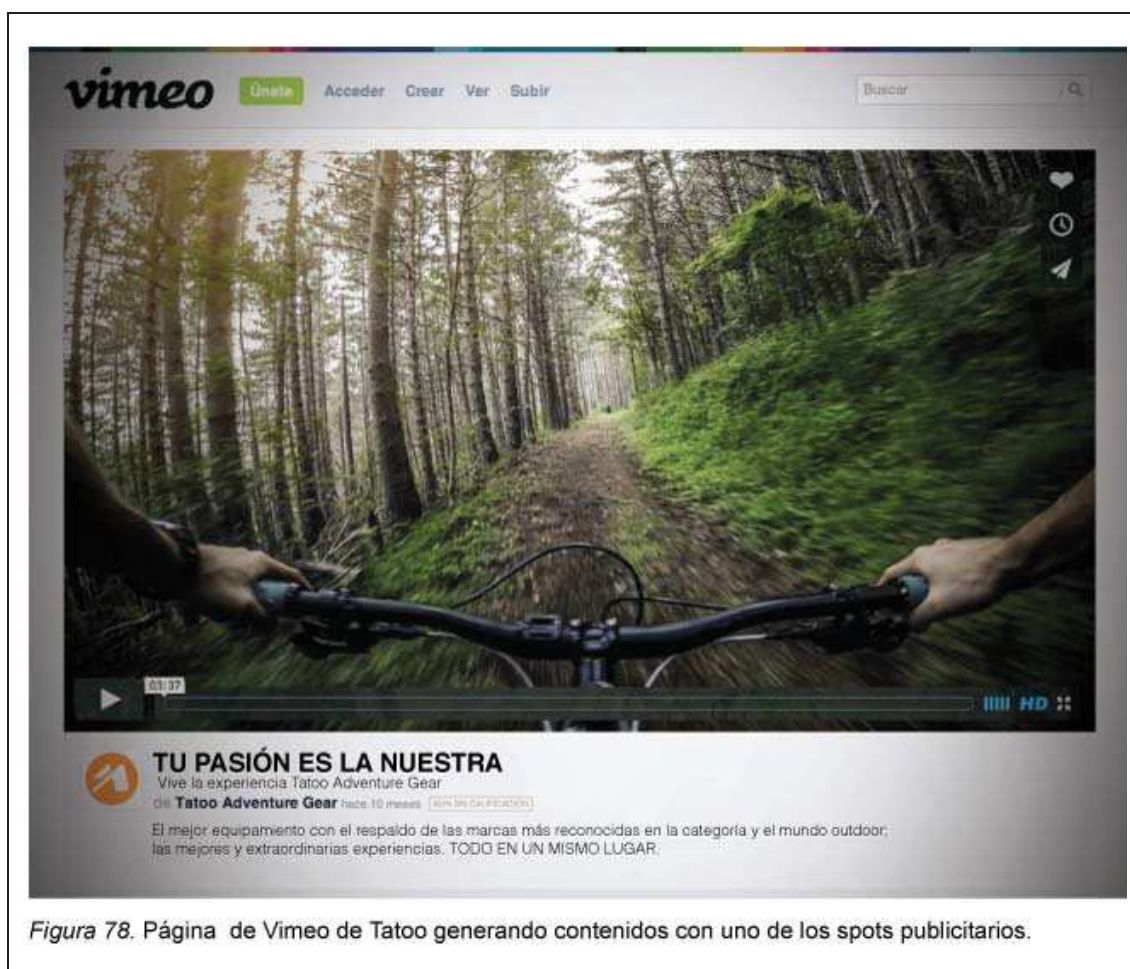 vimeo Únete Acceder Crear Ver Subir Buscar
03:37
HD
TU PASIÓN ES LA NUESTRA
Vive la experiencia Tatoo Adventure Gear
de Tatoo Adventure Gear hace 10 meses AÚN SIN CALIFICACIÓN
El mejor equipamiento con el respaldo de las marcas más reconocidas en la categoría y el mundo outdoor;
las mejores y extraordinarias experiencias. TODO EN UN MISMO LUGAR.
Figura 78. Página de Vimeo de Tatoo generando contenidos con uno de los spots publicitarios.